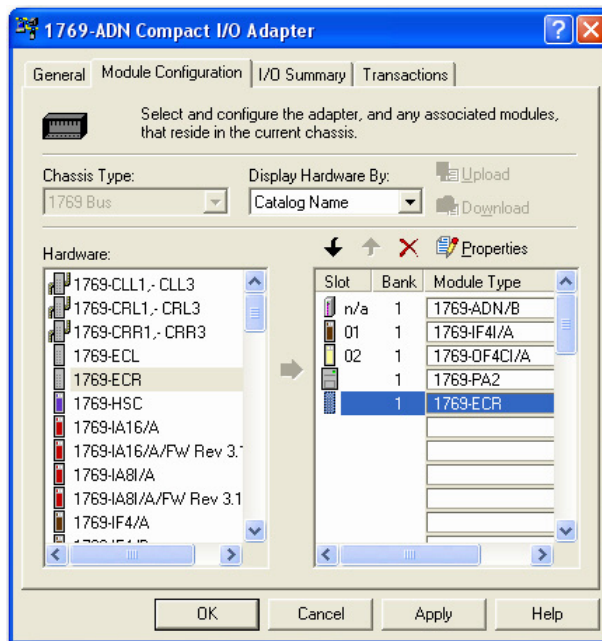 1769-ADN Compact I/O Adapter
General Module Configuration I/O Summary Transactions
Select and configure the adapter, and any associated modules,
that reside in the current chassis.
Chassis Type: Display Hardware By: Upload
1769 Bus Catalog Name Download
Hardware: Properties
1769-CLL1,- CLL3
1769-CRL1,- CRL3
1769-CRR1,- CRR3
1769-ECL
1769-ECR
1769-HSC
1769-IA16/A
1769-IA16/A/FW Rev 3.1
1769-IA8I/A
1769-IA8I/A/FW Rev 3.1
1769-IF4/A
Slot Bank Module Type
n/a 1 1769-ADN/B
01 1 1769-IF4I/A
02 1 1769-OF4CI/A
1 1769-PA2
1 1769-ECR
OK Cancel Apply Help